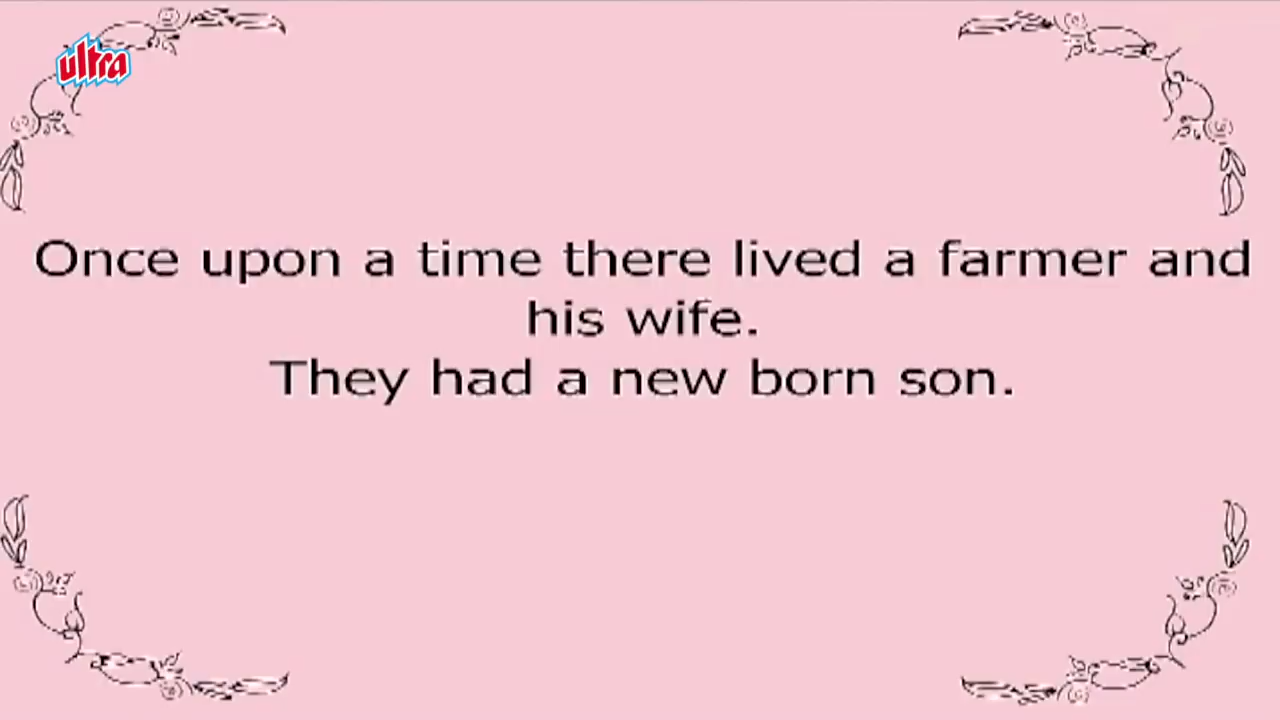 ultra
Once upon a time there lived a farmer and
his wife.
They had a new born son.